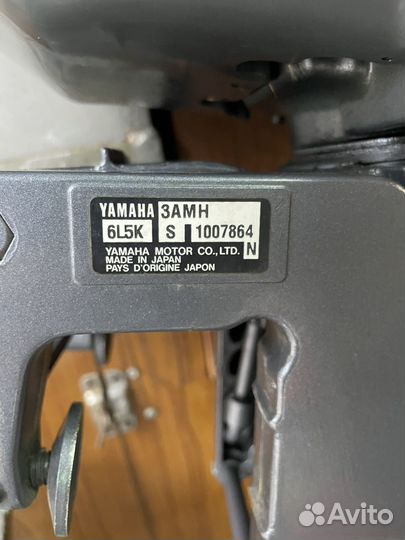 YAMAHA 3AMH
6L5K S 1007864
YAMAHA MOTOR CO., LTD. N
MADE IN JAPAN
PAYS D'ORIGINE JAPON
Avito